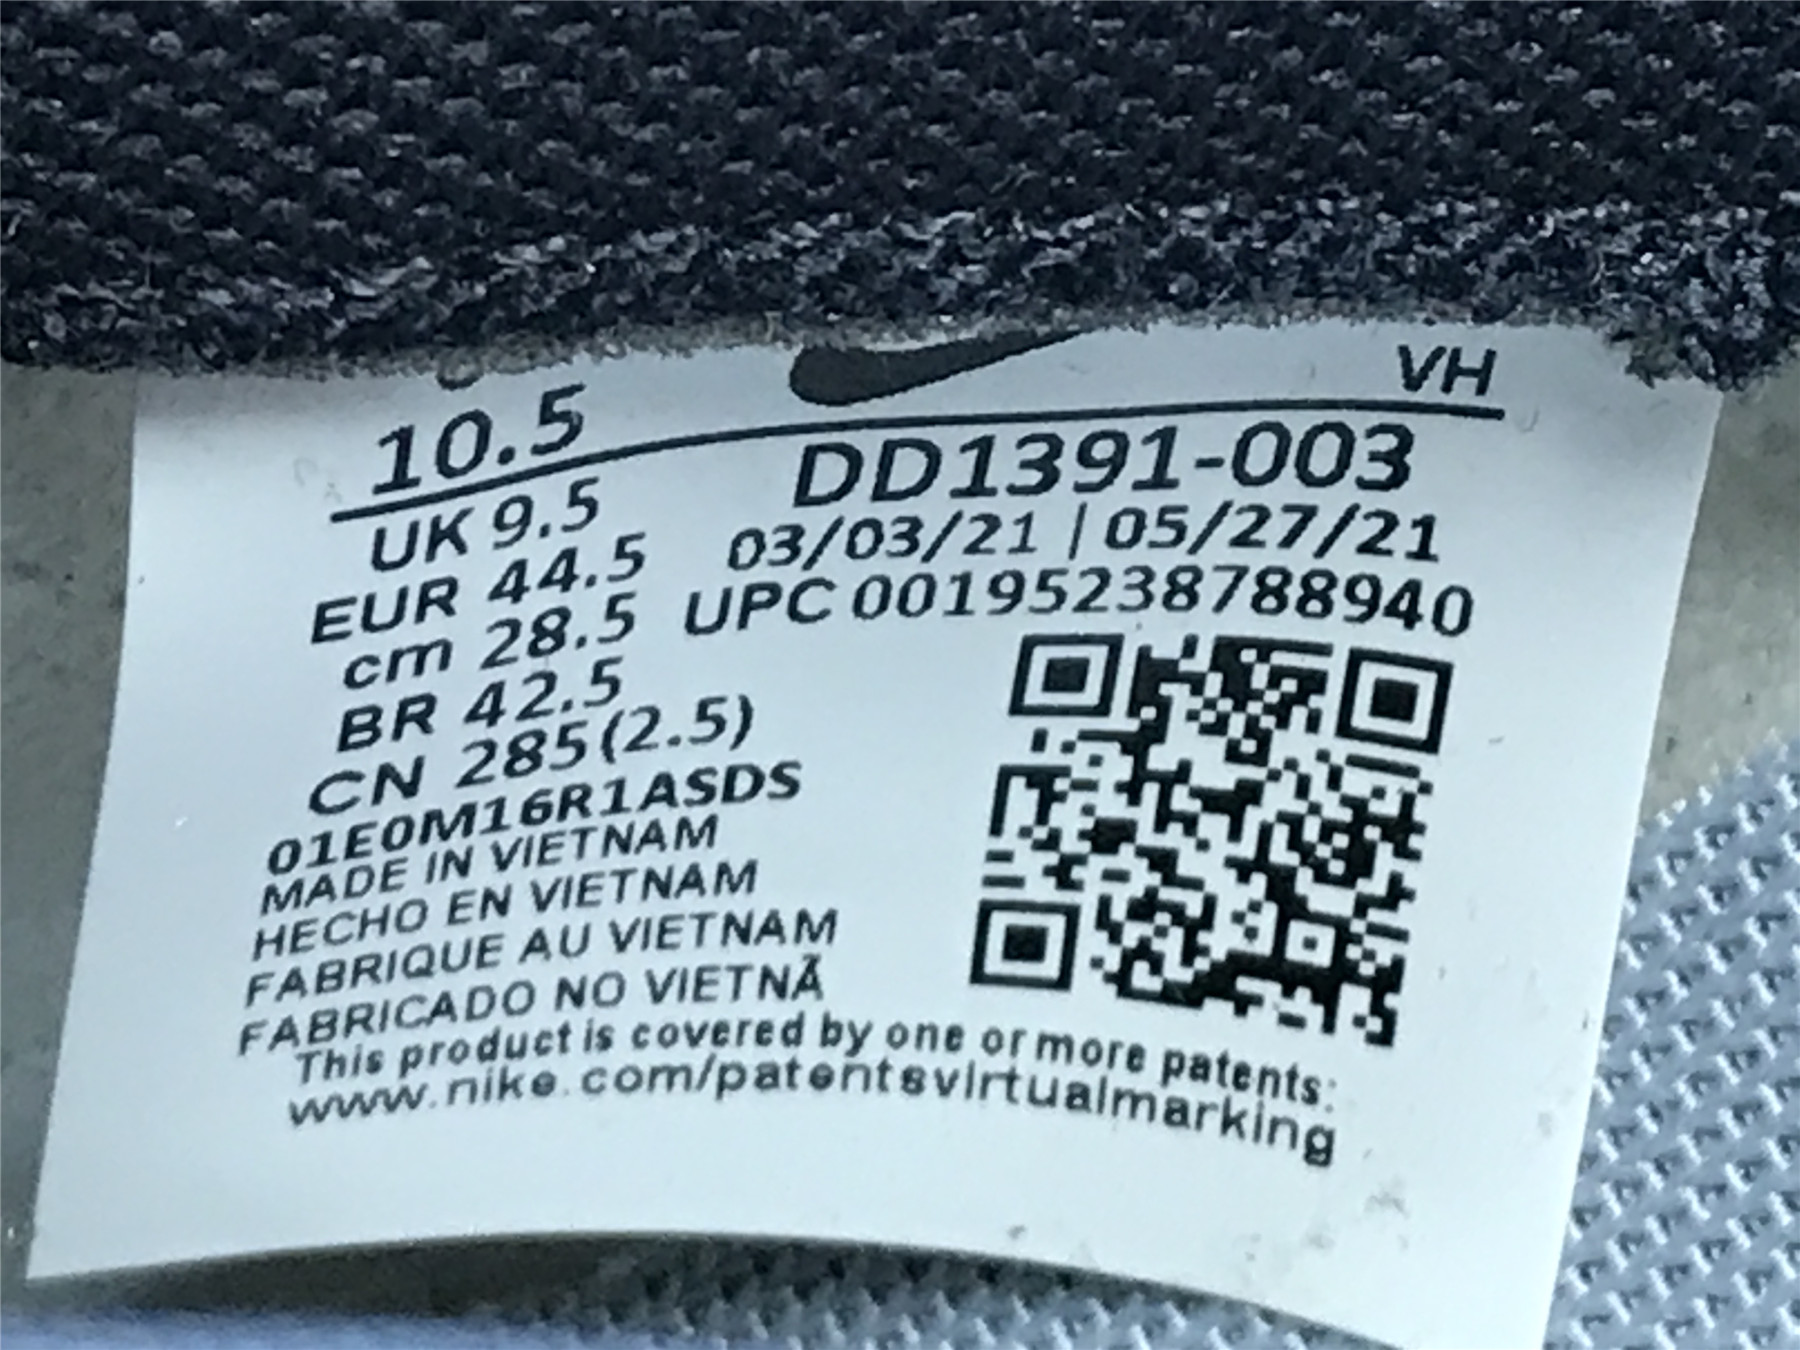 VH
10.5
DD1391-003
UK 9.5
03/03/21 | 05/27/21
EUR 44.5
UPC 00195238788940
cm 28.5
BR 42.5
CN 285(2.5)
01E0M16R1ASDS
MADE IN VIETNAM
HECHO EN VIETNAM
FABRIQUE AU VIETNAM
FABRICADO NO VIETNÃ
This product is covered by one or more patents:
www.nike.com/patentsvirtualmarking